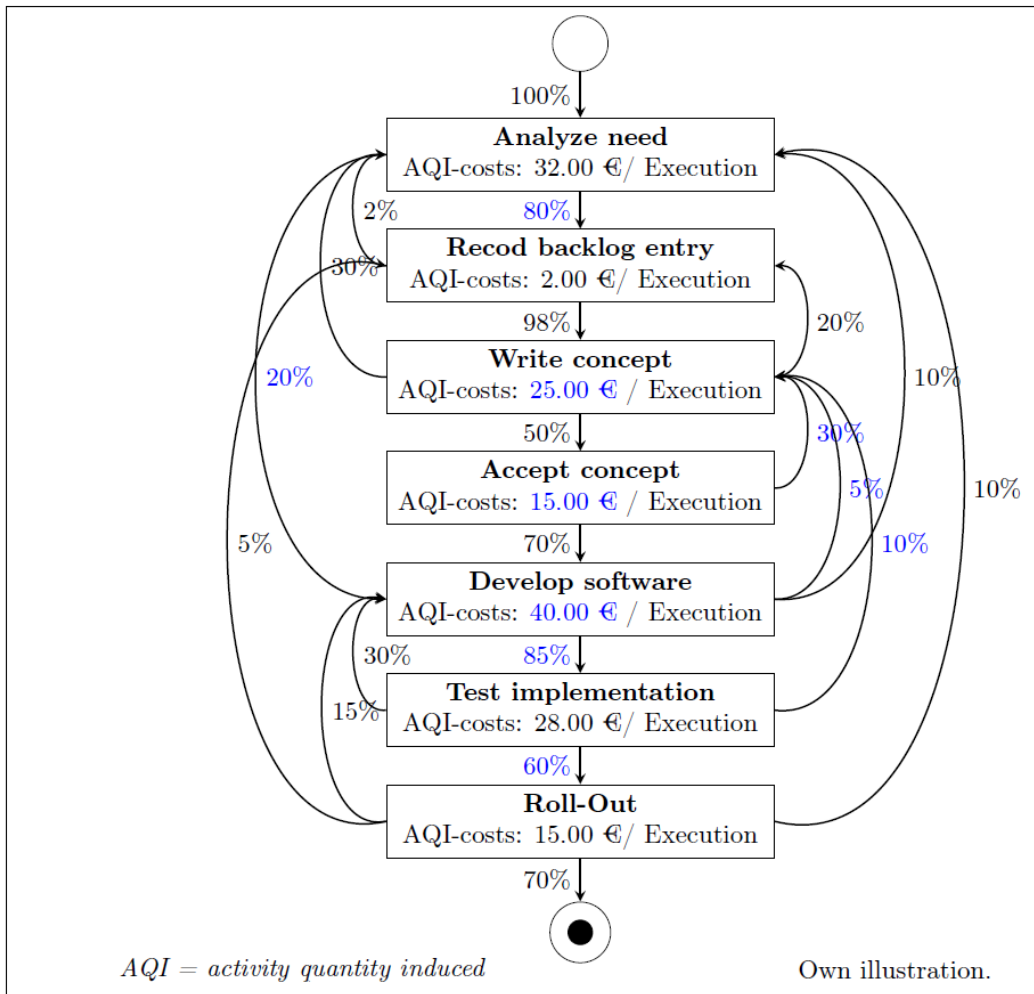 100%
Analyze need
AQI-costs: 32.00 €/ Execution
2%
80%
Recod backlog entry
AQI-costs: 2.00 €/ Execution
30%
98%
20%
Write concept
AQI-costs: 25.00 € / Execution
20%
10%
50%
30%
Accept concept
AQI-costs: 15.00 € / Execution
5%
10%
5%
70%
10%
Develop software
AQI-costs: 40.00 € / Execution
30%
85%
Test implementation
AQI-costs: 28.00 €/ Execution
15%
60%
Roll-Out
AQI-costs: 15.00 €/ Execution
70%
AQI = activity quantity induced
Own illustration.